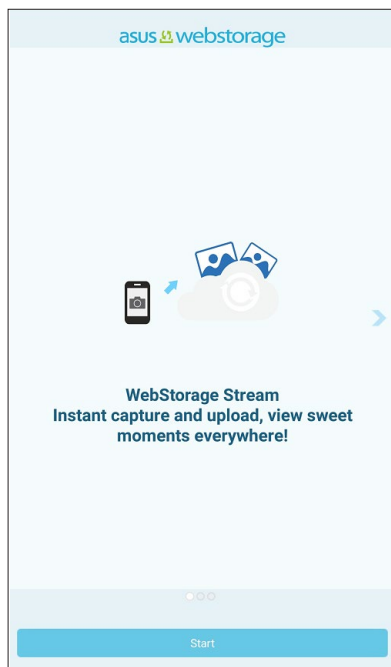 asus webstorage
WebStorage Stream
Instant capture and upload, view sweet
moments everywhere!
Start